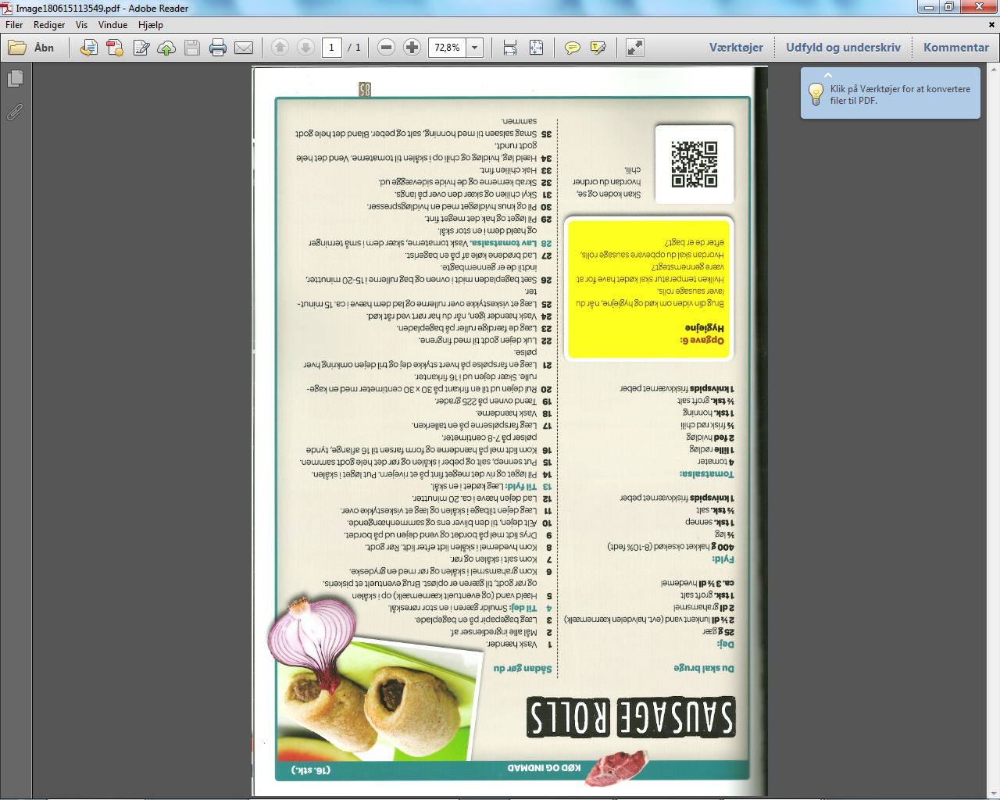 Image180615113549.pdf - Adobe Reader
Filer Rediger Vis Vindue Hjælp
Åbn
1 / 1
72,8%
Værktøjer
Udfyld og underskriv
Kommentar
Klik på Værktøjer for at konvertere
filer til PDF.
KØD OG INDMAD
(16. stk.)
SAUSAGE ROLLS
Du skal bruge
Dej:
25 g gær
2 ½ dl lunkent vand (evt. halvdelen kærnemælk)
2 dl grahamsmel
1 tsk. groft salt
ca. 3 ½ dl hvedemel
Fyld:
400 g hakket oksekød (8-10% fedt)
½ løg
1 tsk. sennep
½ tsk. salt
1 knivspids friskkværnet peber
Tomatsalsa:
4 tomater
1 lille rødløg
2 fed hvidløg
½ frisk rød chili
1 tsk. honning
½ tsk. groft salt
1 knivspids friskkværnet peber
Opgave 6:
Hygiejne
Brug din viden om kød og hygiejne, når du
laver sausage rolls.
Hvilken temperatur skal kødet have for at
være gennemstegt?
Hvordan skal du opbevare sausage rolls,
efter de er bagt?
Skan koden og se,
hvordan du ordner
chili.
Sådan gør du
1 Vask hænder.
2 Mål alle ingredienser af.
3 Læg bagepapir på en bageplade.
4 Til dej: Smuldr gæren i en stor røreskål.
5 Hæld vand (og eventuelt kærnemælk) op i skålen
og rør godt, til gæren er opløst. Brug eventuelt et piskeris.
6 Kom grahamsmel i skålen og rør med en grydeske.
7 Kom salt i skålen og rør.
8 Kom hvedemel i skålen lidt efter lidt. Rør godt.
9 Drys lidt mel på bordet og vend dejen ud på bordet.
10 Ælt dejen, til den bliver ens og sammenhængende.
11 Læg dejen tilbage i skålen og læg et viskestykke over.
12 Lad dejen hæve i ca. 20 minutter.
13 Til fyld: Læg kødet i en skål.
14 Pil løget og riv det meget fint på et rivejern. Put løget i skålen.
15 Put sennep, salt og peber i skålen og rør det hele godt sammen.
16 Kom lidt mel på hænderne og form farsen til 16 aflange, tynde
pølser på 7-8 centimeter.
17 Læg farspølserne på en tallerken.
18 Vask hænderne.
19 Tænd ovnen på 225 grader.
20 Rul dejen ud til en firkant på 30 x 30 centimeter med en kage-
rulle. Skær dejen ud i 16 firkanter.
21 Læg en farspølse på hvert stykke dej og tril dejen omkring hver
pølse.
22 Luk dejen godt til med fingrene.
23 Læg de færdige ruller på bagepladen.
24 Vask hænder igen, når du har rørt ved råt kød.
25 Læg et viskestykke over rullerne og lad dem hæve i ca. 15 minut-
ter.
26 Sæt bagepladen midt i ovnen og bag rullerne i 15-20 minutter,
indtil de er gennembagte.
27 Lad brødene køle af på en bagerist.
28 Lav tomatsalsa. Vask tomaterne, skær dem i små terninger
og hæld dem i en stor skål.
29 Pil løget og hak det meget fint.
30 Pil og knus hvidløget med en hvidløgspresser.
31 Skyl chilien og skær den over på langs.
32 Skrab kernerne og de hvide sidevægge ud.
33 Hak chilien fint.
34 Hæld løg, hvidløg og chili op i skålen til tomaterne. Vend det hele
godt rundt.
35 Smag salsaen til med honning, salt og peber. Bland det hele godt
sammen.
85